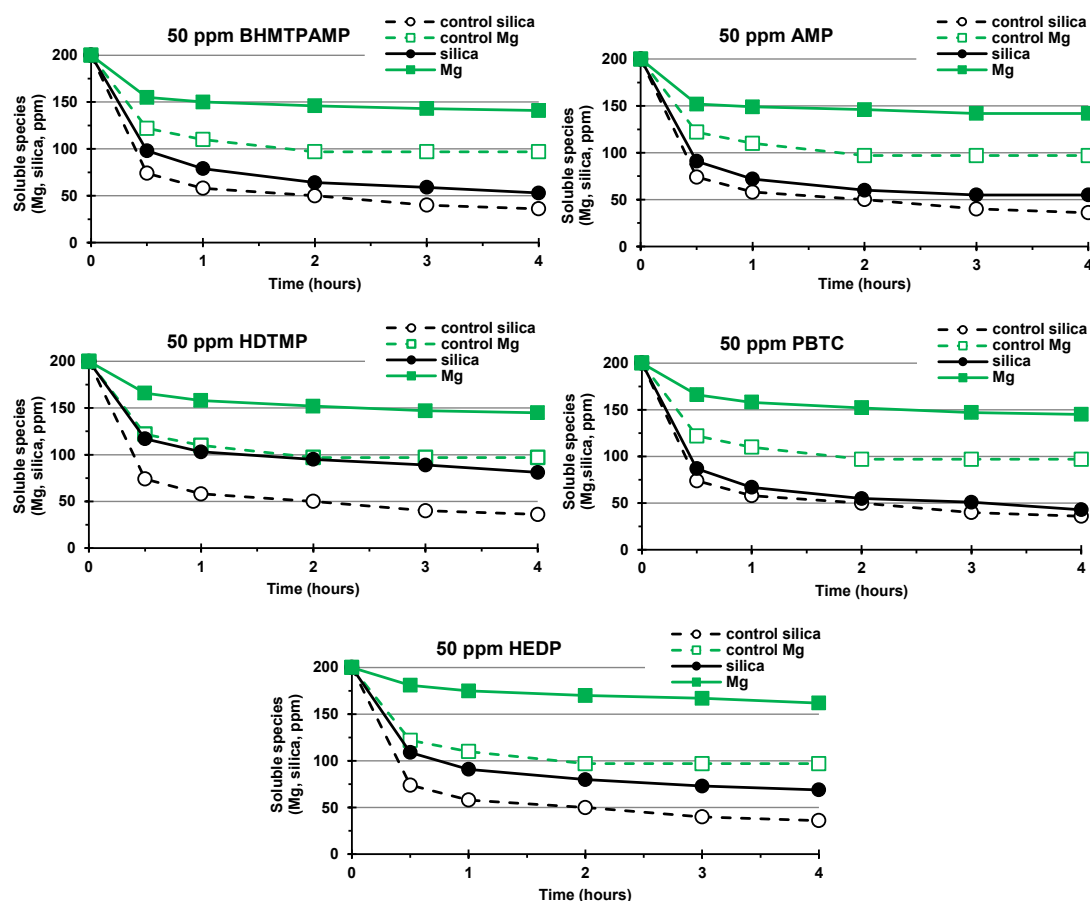 50 ppm BHMTPAMP
control silica
control Mg
silica
Mg
Soluble species
(Mg, silica, ppm)
200
150
100
50
0
0 1 2 3 4
Time (hours)
50 ppm AMP
control silica
control Mg
silica
Mg
Soluble species
(Mg, silica, ppm)
200
150
100
50
0
0 1 2 3 4
Time (hours)
50 ppm HDTMP
control silica
control Mg
silica
Mg
Soluble species
(Mg, silica, ppm)
200
150
100
50
0
0 1 2 3 4
Time (hours)
50 ppm PBTC
control silica
control Mg
silica
Mg
Soluble species
(Mg,silica, ppm)
200
150
100
50
0
0 1 2 3 4
Time (hours)
50 ppm HEDP
control silica
control Mg
silica
Mg
Soluble species
(Mg, silica, ppm)
200
150
100
50
0
0 1 2 3 4
Time (hours)